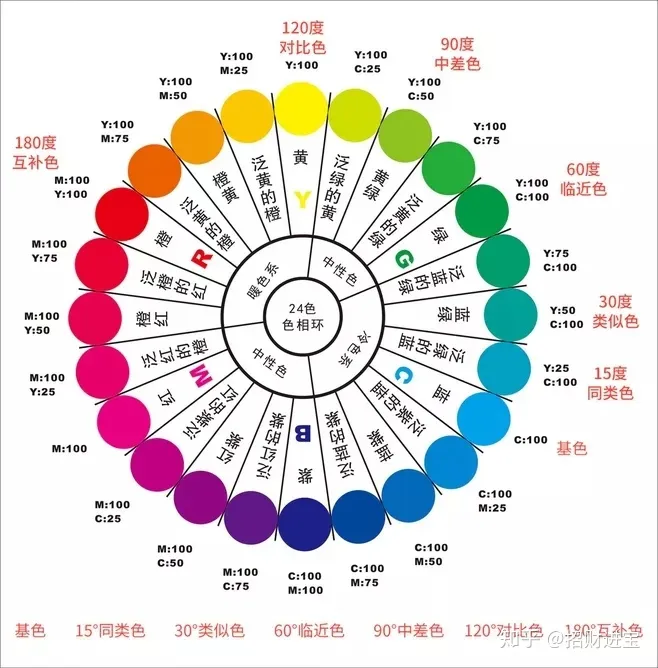 120度
对比色
Y:100
Y:100
M:25
Y:100
C:25
90度
中差色
Y:100
C:50
Y:100
C:75
60度
临近色
Y:100
C:100
Y:75
C:100
30度
类似色
Y:50
C:100
15度
同类色
Y:25
C:100
基色
C:100
C:100
M:25
C:100
M:50
C:100
M:75
C:100
M:100
M:100
C:75
M:100
C:50
M:100
C:25
M:100
M:100
Y:25
M:100
Y:50
M:100
Y:75
M:100
Y:100
180度
互补色
Y:100
M:75
Y:100
M:50
黄
泛绿的黄
黄绿
泛黄的绿
绿
泛蓝的绿
蓝绿
泛绿的蓝
蓝
泛紫的蓝
蓝紫
泛蓝的紫
紫
泛红的紫
红紫
泛紫的红
红
泛红的橙
橙红
泛橙的红
橙
泛黄的橙
橙黄
泛黄的橙
Y
G
C
B
M
R
暖色系
中性色
冷色系
中性色
24色
色相环
基色
15°同类色
30°类似色
60°临近色
90°中差色
120°对比色
180°互补色
知乎 @招财进宝